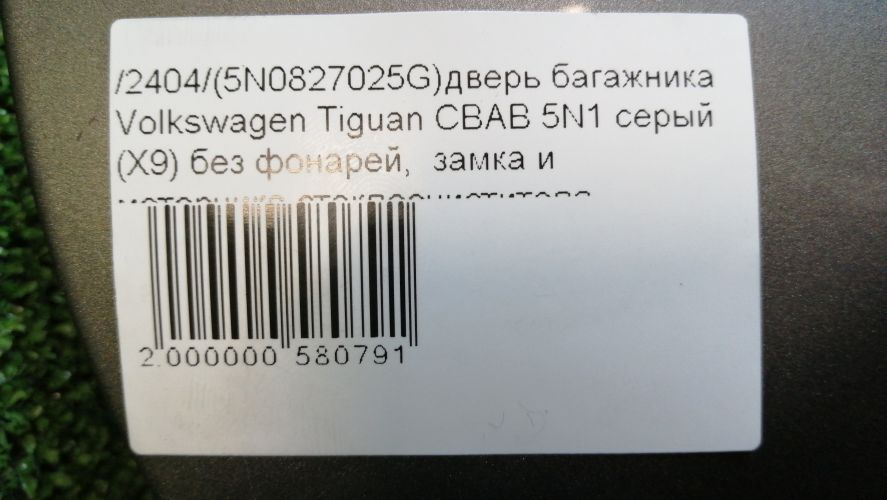 /2404/(5N0827025G)дверь багажника
Volkswagen Tiguan CBAB 5N1 серый
(X9) без фонарей, замка и
2 000000 580791